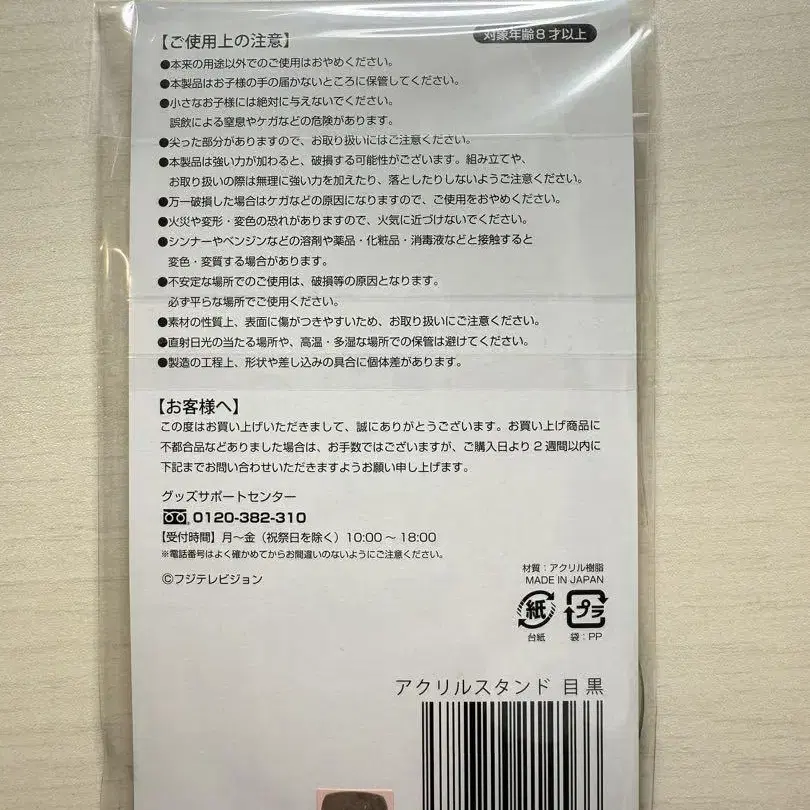 【ご使用上の注意】
対象年齢8才以上
●本来の用途以外でのご使用はおやめください。
●本製品はお子様の手の届かないところに保管してください。
●小さなお子様には絶対に与えないでください。
誤飲による窒息やケガなどの危険があります。
●尖った部分がありますので、お取り扱いにはご注意ください。
●本製品は強い力が加わると、破損する可能性がございます。組み立てや、
お取り扱いの際は無理に強い力を加えたり、落としたりしないようご注意ください。
●万一破損した場合はケガなどの原因になりますので、ご使用をおやめください。
●火災や変形・変色の恐れがありますので、火気に近づけないでください。
●シンナーやベンジンなどの溶剤や薬品・化粧品・消毒液などと接触すると
変色・変質する場合があります。
●不安定な場所でのご使用は、破損等の原因となります。
必ず平らな場所でご使用ください。
●素材の性質上、表面に傷がつきやすいため、お取り扱いにご注意ください。
●直射日光の当たる場所や、高温・多湿な場所での保管は避けてください。
●製造の工程上、形状や差し込みの具合に個体差があります。
【お客様へ】
この度はお買い上げいただきまして、誠にありがとうございます。お買い上げ商品に
不都合品などありました場合は、お手数ではございますが、ご購入日より2週間以内に
下記までお問い合わせいただきますようお願い申し上げます。
グッズサポートセンター
0120-382-310
【受付時間】月〜金（祝祭日を除く）10:00〜18:00
※電話番号はよく確かめてからお間違いのないようにご注意ください。
©フジテレビジョン
材質：アクリル樹脂
MADE IN JAPAN
紙
プラ
台紙
袋：PP
アクリルスタンド 目黒